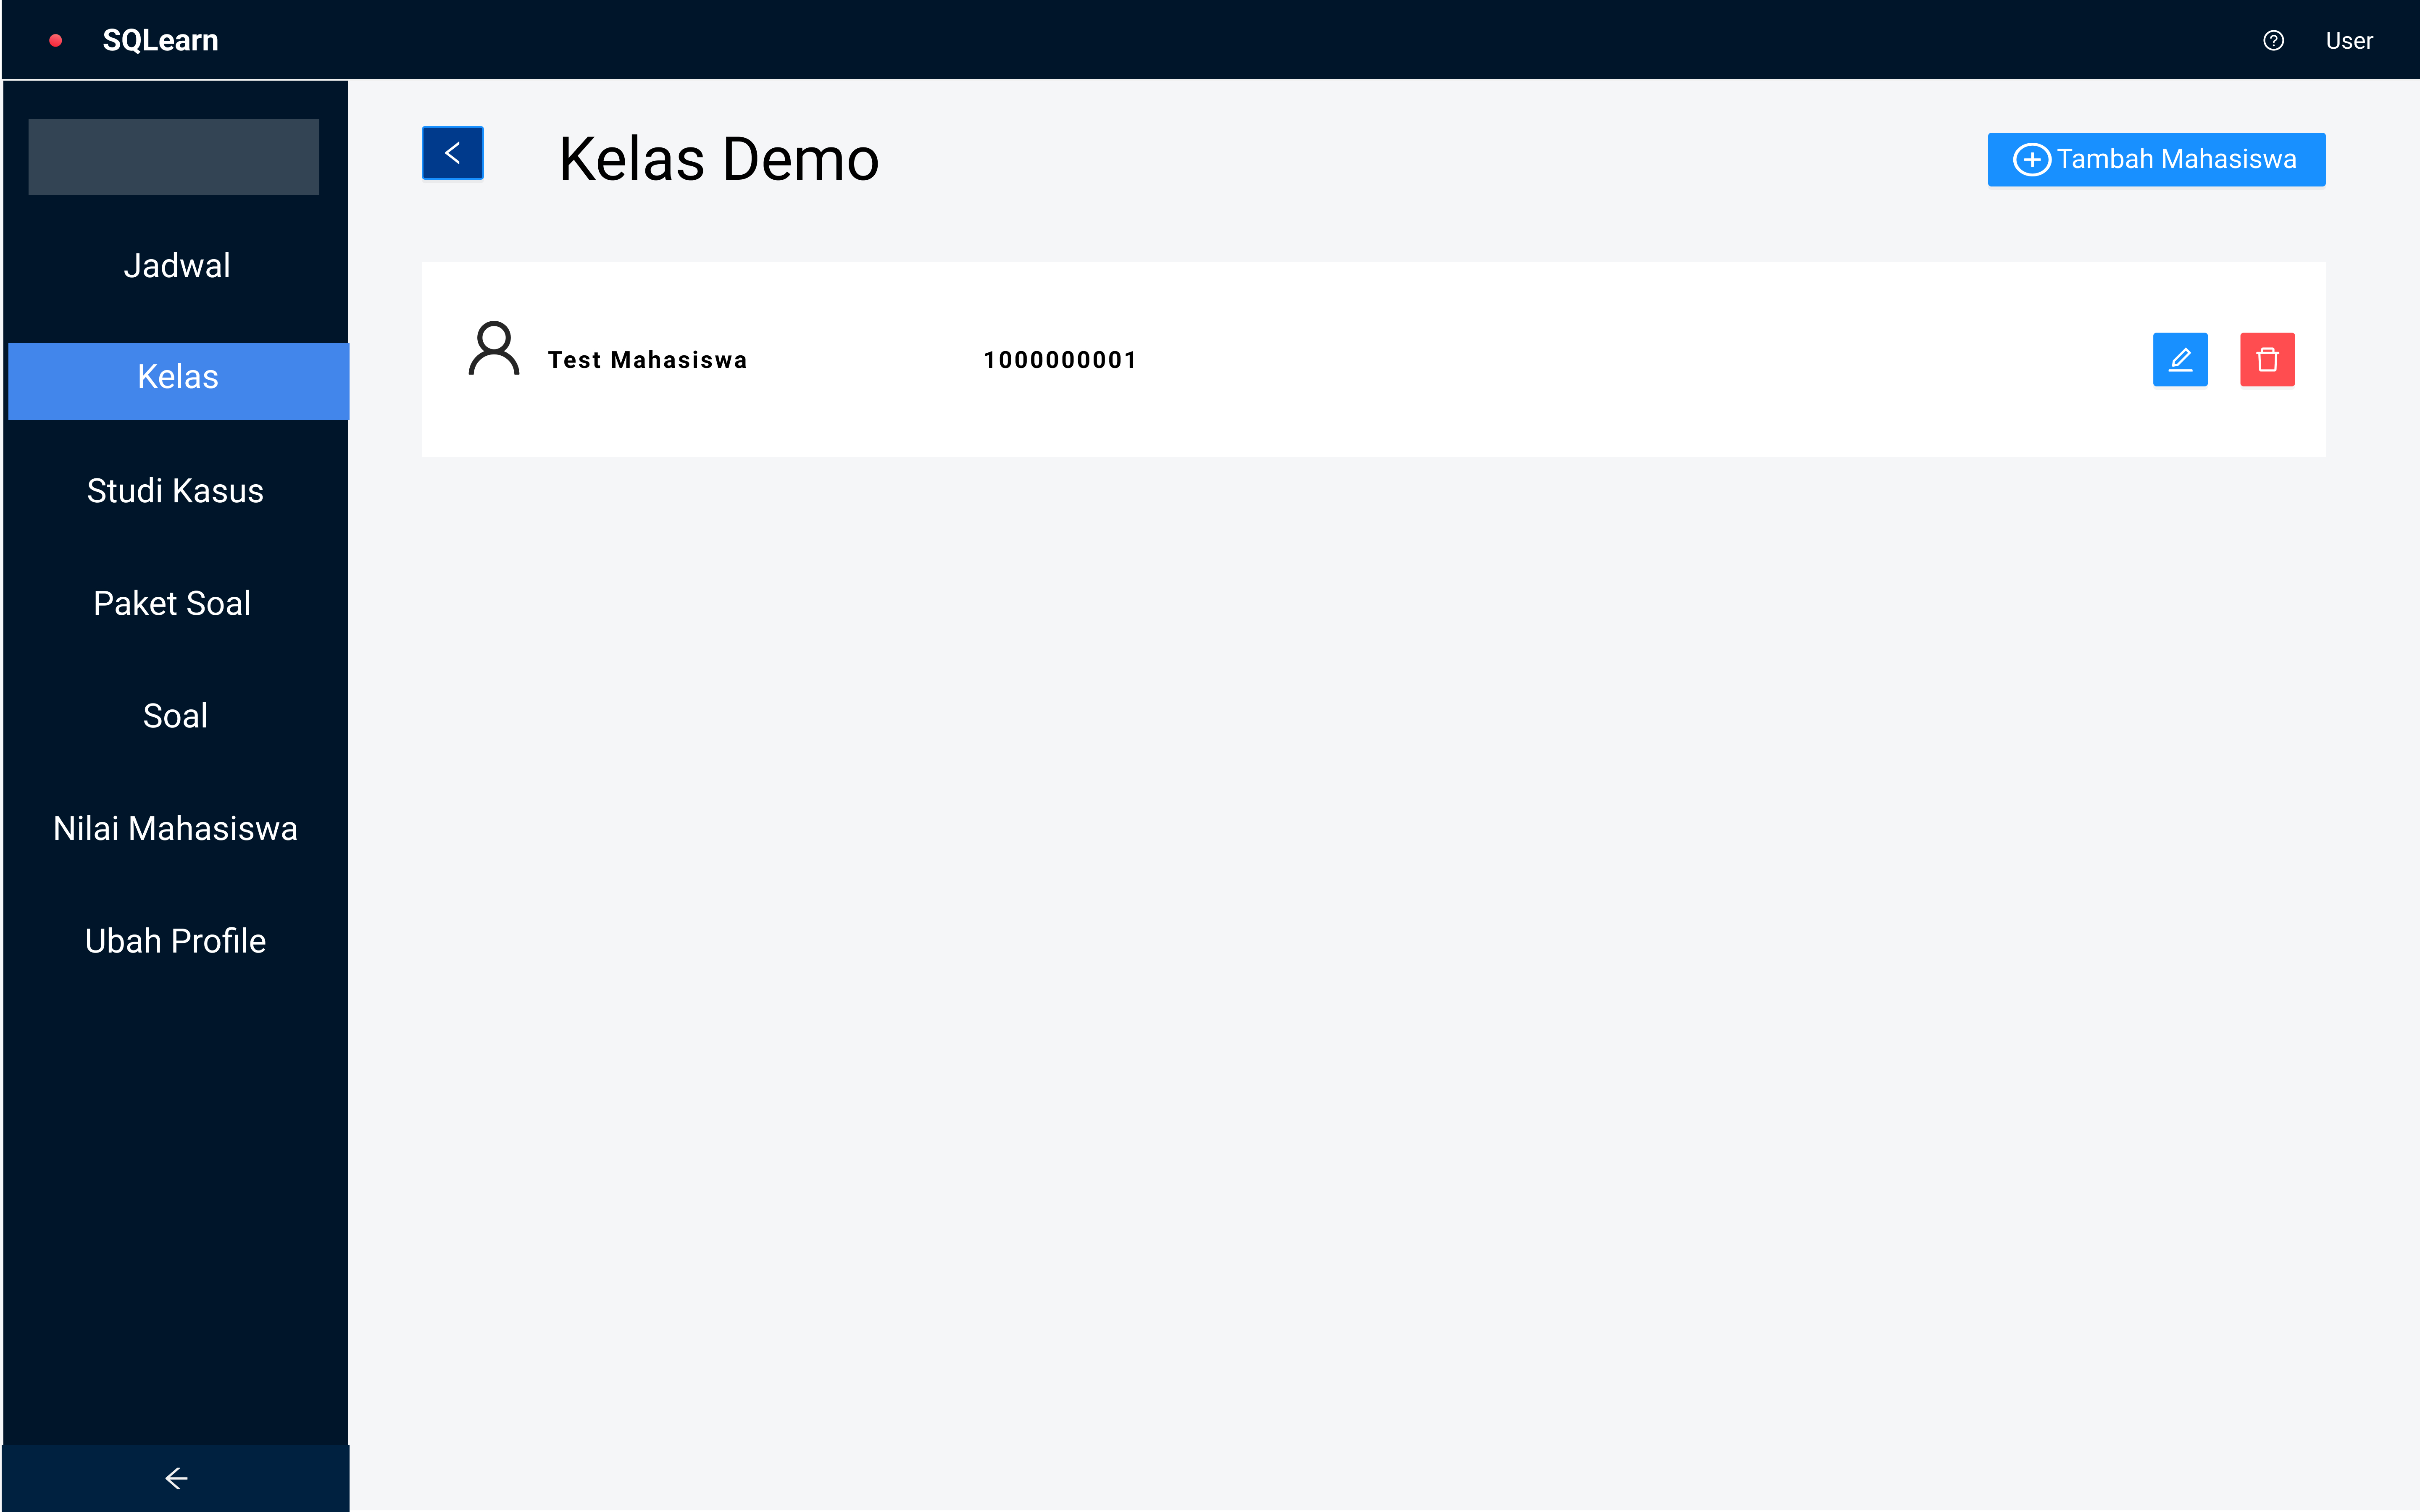 SQLearn
User
Kelas Demo
Tambah Mahasiswa
Jadwal
Kelas
Studi Kasus
Paket Soal
Soal
Nilai Mahasiswa
Ubah Profile
Test Mahasiswa
1000000001